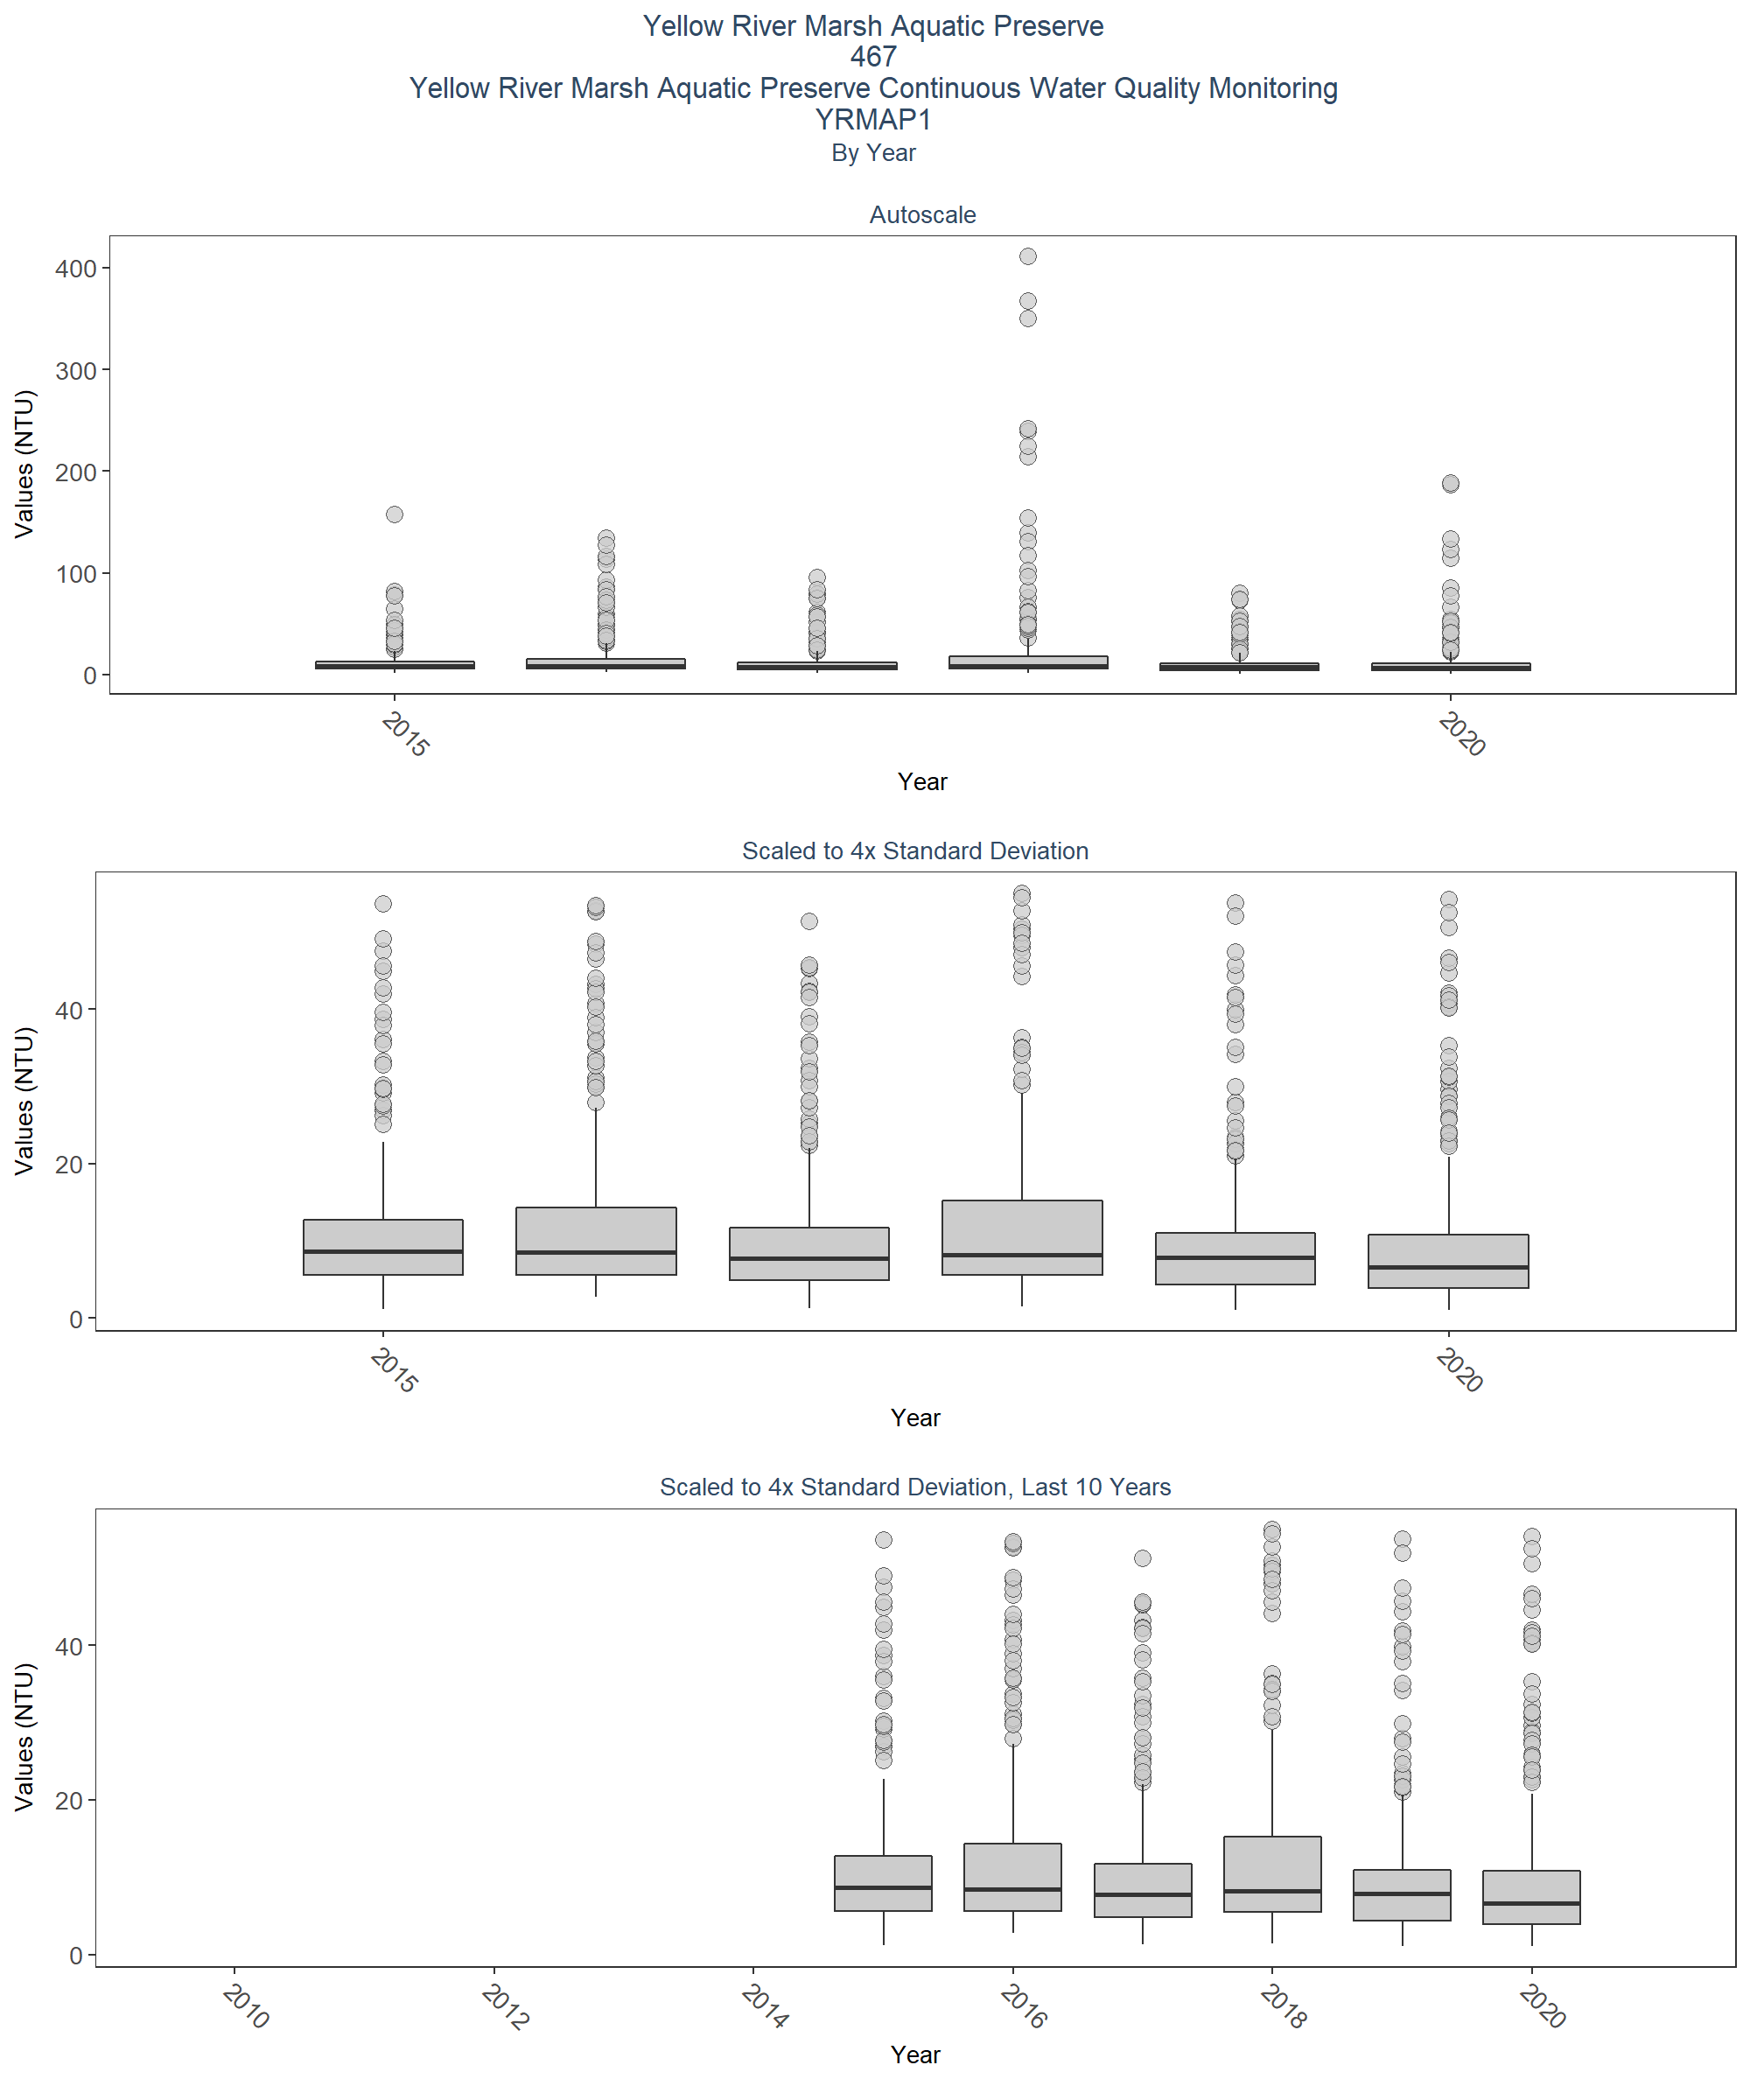 Yellow River Marsh Aquatic Preserve
467
Yellow River Marsh Aquatic Preserve Continuous Water Quality Monitoring
YRMAP1
By Year
Autoscale
400
300
200
100
0
Values (NTU)
2015
2020
Year
Scaled to 4x Standard Deviation
40
20
0
Values (NTU)
2015
2020
Year
Scaled to 4x Standard Deviation, Last 10 Years
40
20
0
Values (NTU)
2010
2012
2014
2016
2018
2020
Year